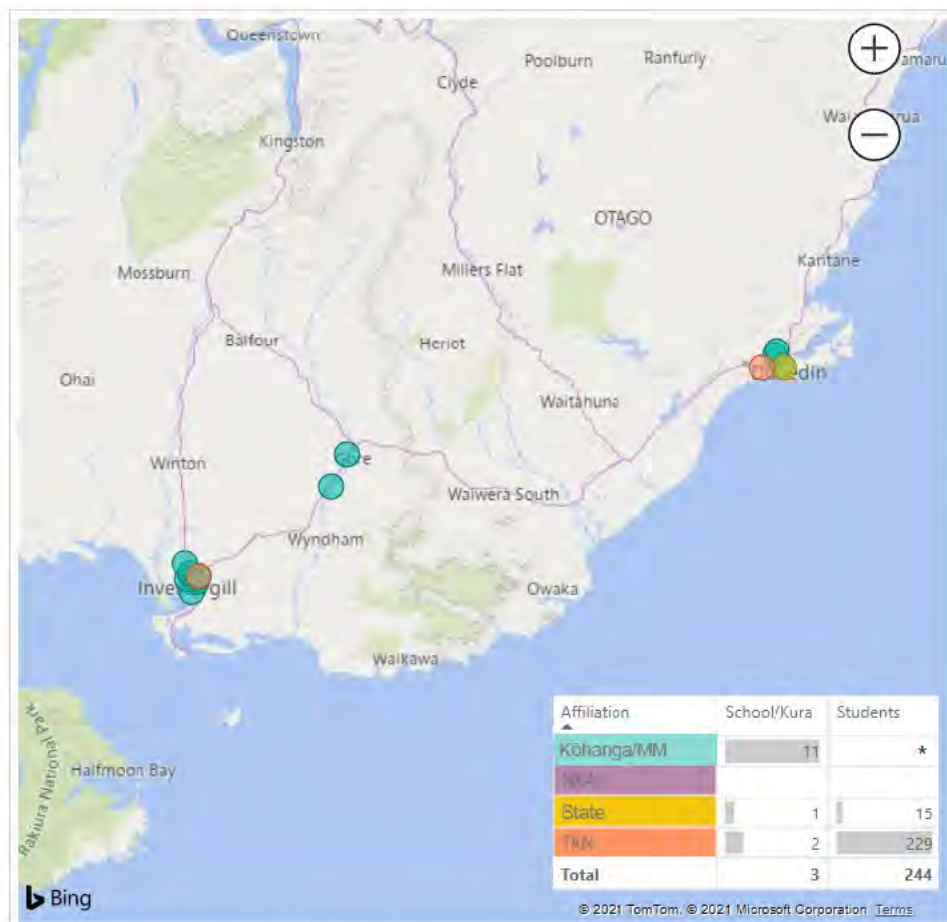 Queenstown
Clyde
Poolburn
Ranfurly
Kingston
OTAGO
Mossburn
Millers Flat
Karitane
Balfour
Heriot
Ohai
Waitahuna
Winton
Gore
Waiwera South
Wyndham
Owaka
Waikawa
Halfmoon Bay
Rakiura National Park
Affiliation School/Kura Students
Kōhanga/MM 11 *
NKA
State 1 15
TKN 2 229
Total 3 244
Bing
© 2021 TomTom, © 2021 Microsoft Corporation Terms